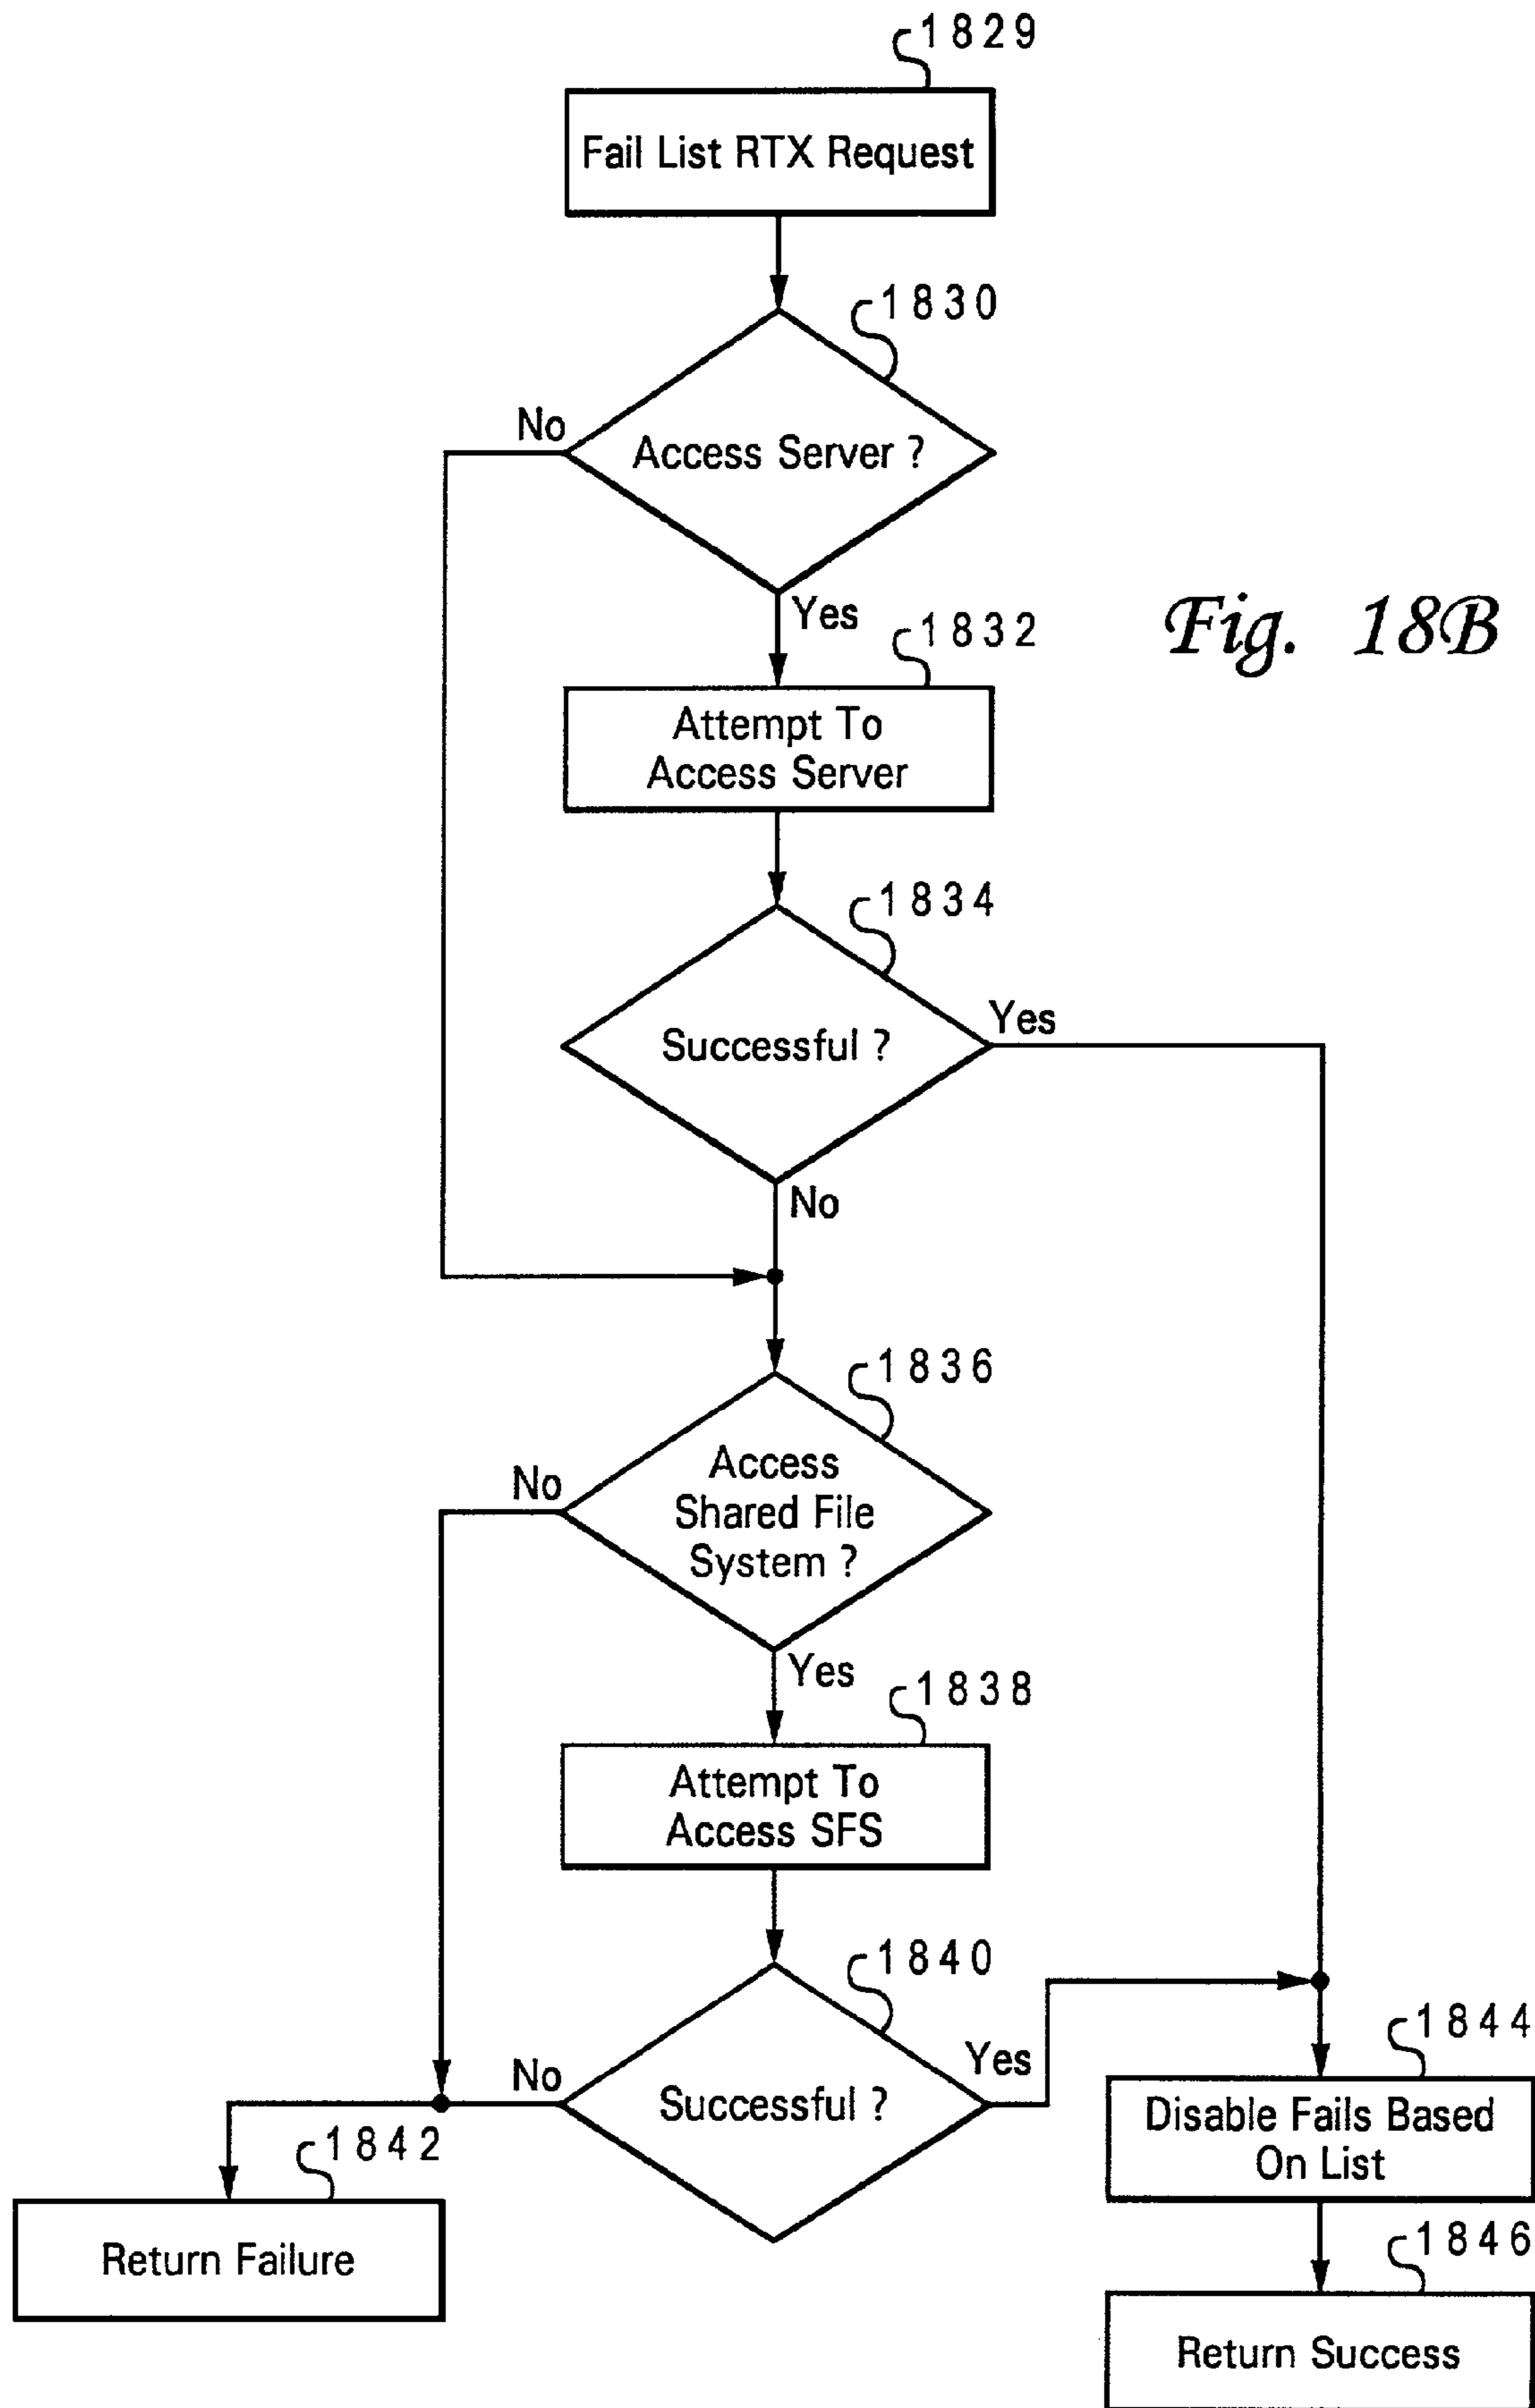 1829
Fail List RTX Request
1830
No
Access Server ?
Yes
Fig. 18B
1832
Attempt To
Access Server
1834
Yes
Successful ?
No
1836
No
Access
Shared File
System ?
Yes
1838
Attempt To
Access SFS
1840
No
Successful ?
Yes
1844
Disable Fails Based
On List
1842
Return Failure
1846
Return Success